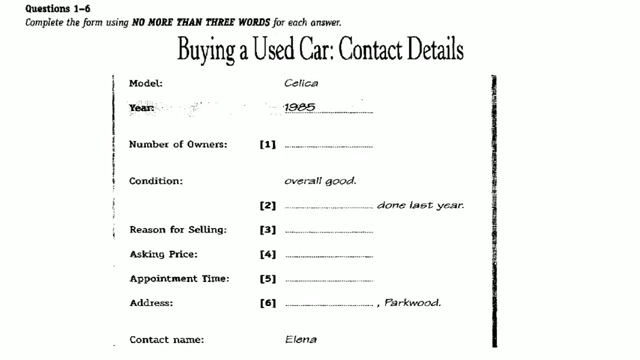 Questions 1–6
Complete the form using NO MORE THAN THREE WORDS for each answer.
Buying a Used Car: Contact Details
Model: Celica
Year: 1985
Number of Owners: [1] ........................
Condition: overall good.
[2] ........................ done last year.
Reason for Selling: [3] ........................
Asking Price: [4] ........................
Appointment Time: [5] ........................
Address: [6] ........................ , Parkwood.
Contact name: Elena